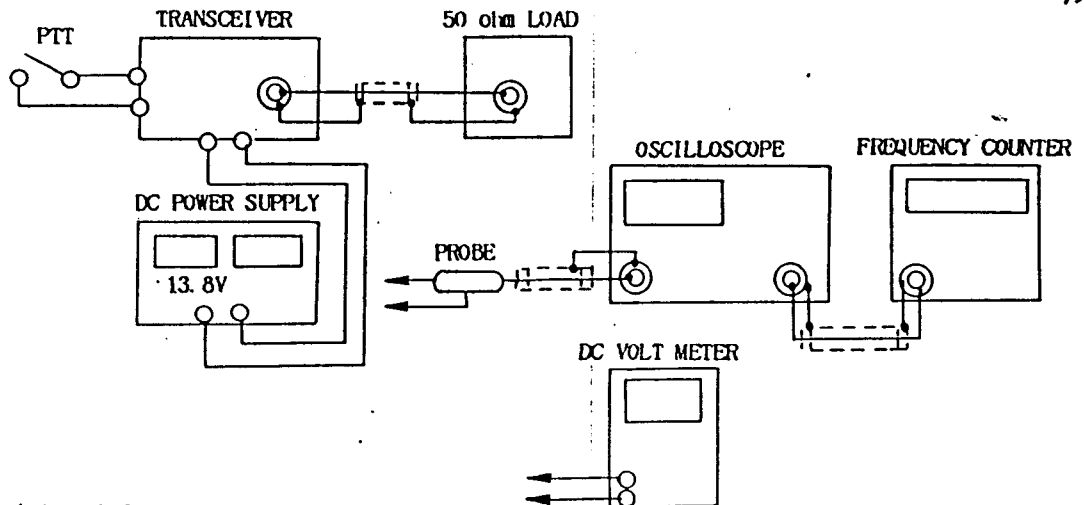 TRANSCEIVER
50 ohm LOAD
PTT
OSCILLOSCOPE
FREQUENCY COUNTER
DC POWER SUPPLY
PROBE
13.8V
DC VOLT METER